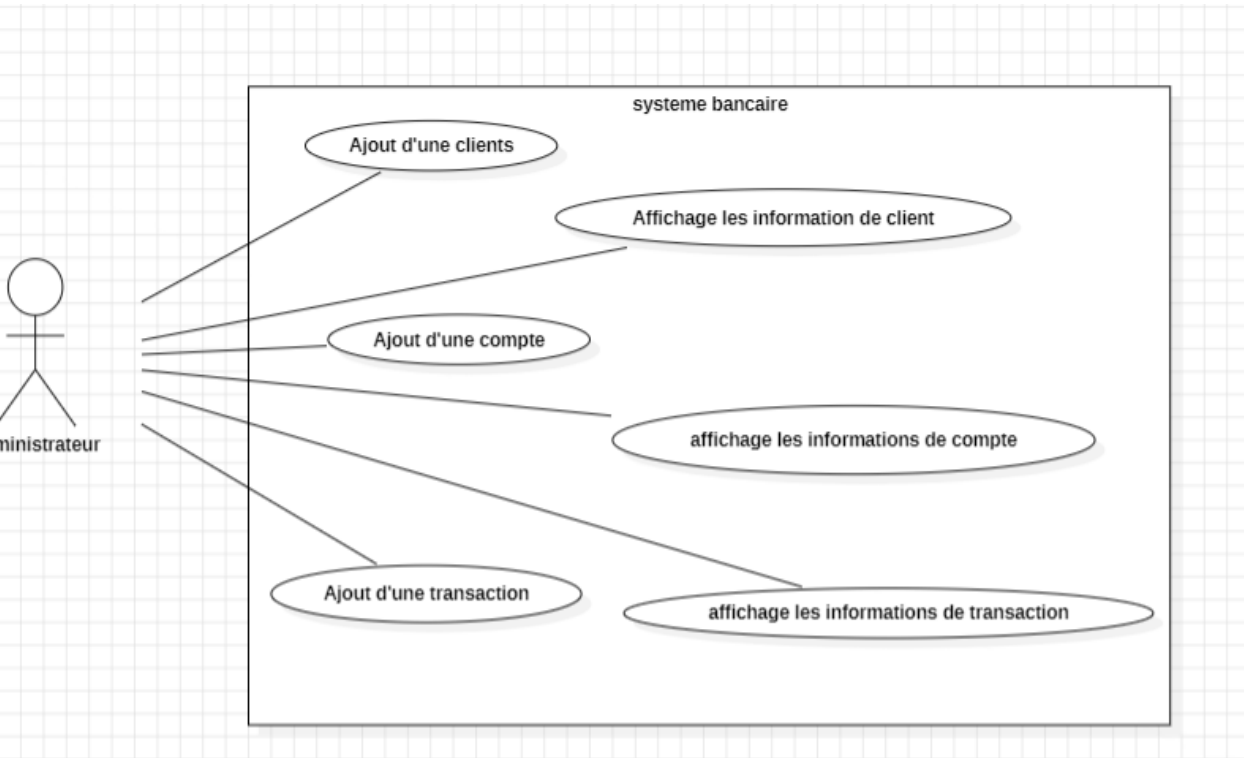 systeme bancaire
Ajout d'une clients
Affichage les information de client
Ajout d'une compte
affichage les informations de compte
ministrateur
Ajout d'une transaction
affichage les informations de transaction